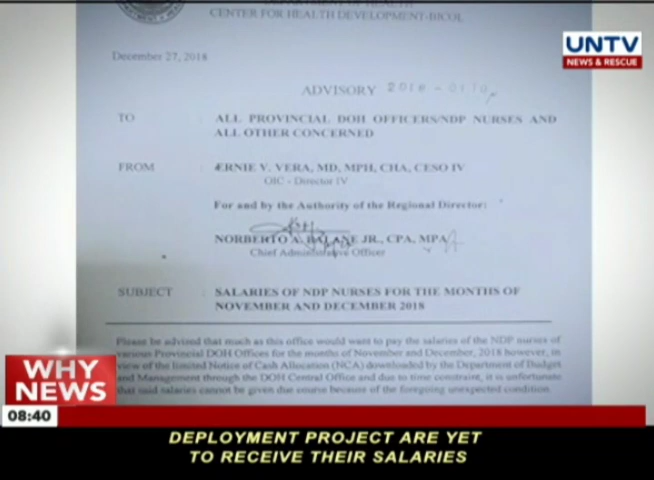 DEPARTMENT OF HEALTH
CENTER FOR HEALTH DEVELOPMENT-BICOL
UNTV
NEWS & RESCUE
December 27, 2018
ADVISORY 2018 - 0110
TO ALL PROVINCIAL DOH OFFICERS/NDP NURSES AND
ALL OTHER CONCERNED
FROM ERNIE V. VERA, MD, MPH, CHA, CESO IV
OIC - Director IV
For and by the Authority of the Regional Director:
NORBERTO A. BALANE JR., CPA, MPA
Chief Administrative Officer
SUBJECT SALARIES OF NDP NURSES FOR THE MONTHS OF
NOVEMBER AND DECEMBER 2018
Please be advised that much as this office would want to pay the salaries of the NDP nurses of
various Provincial DOH Offices for the months of November and December, 2018 however, in
view of the limited Notice of Cash Allocation (NCA) downloaded by the Department of Budget
and Management through the DOH Central Office and due to time constraint, it is unfortunate
that said salaries cannot be given due course because of the foregoing unexpected condition.
WHY
NEWS
08:40
DEPLOYMENT PROJECT ARE YET
TO RECEIVE THEIR SALARIES